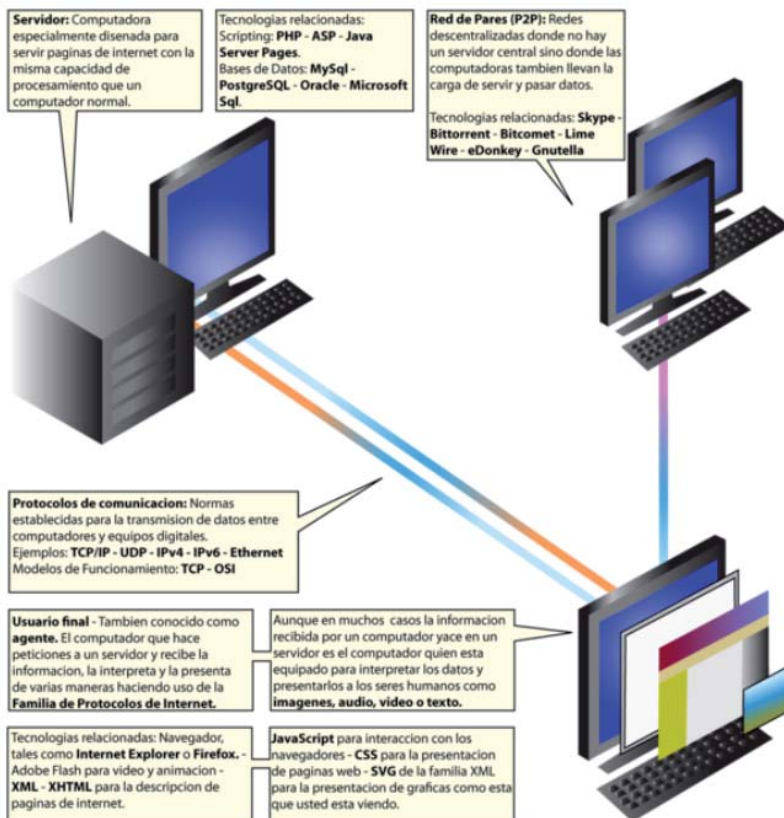 Servidor: Computadora
especialmente disenada para
servir paginas de internet con la
misma capacidad de
procesamiento que un
computador normal.
Tecnologias relacionadas:
Scripting: PHP - ASP - Java
Server Pages.
Bases de Datos: MySql -
PostgreSQL - Oracle - Microsoft
Sql.
Red de Pares (P2P): Redes
descentralizadas donde no hay
un servidor central sino donde las
computadoras tambien llevan la
carga de servir y pasar datos.
Tecnologias relacionadas: Skype -
Bittorrent - Bitcomet - Lime
Wire - eDonkey - Gnutella
Protocolos de comunicacion: Normas
establecidas para la transmision de datos entre
computadores y equipos digitales.
Ejemplos: TCP/IP - UDP - IPv4 - IPv6 - Ethernet
Modelos de Funcionamiento: TCP - OSI
Usuario final - Tambien conocido como
agente. El computador que hace
peticiones a un servidor y recibe la
informacion, la interpreta y la presenta
de varias maneras haciendo uso de la
Familia de Protocolos de Internet.
Aunque en muchos casos la informacion
recibida por un computador yace en un
servidor es el computador quien esta
equipado para interpretar los datos y
presentarlos a los seres humanos como
imagenes, audio, video o texto.
Tecnologias relacionadas: Navegador,
tales como Internet Explorer o Firefox. -
Adobe Flash para video y animacion -
XML - XHTML para la descripcion de
paginas de internet.
JavaScript para interaccion con los
navegadores - CSS para la presentacion
de paginas web - SVG de la familia XML
para la presentacion de graficas como esta
que usted esta viendo.